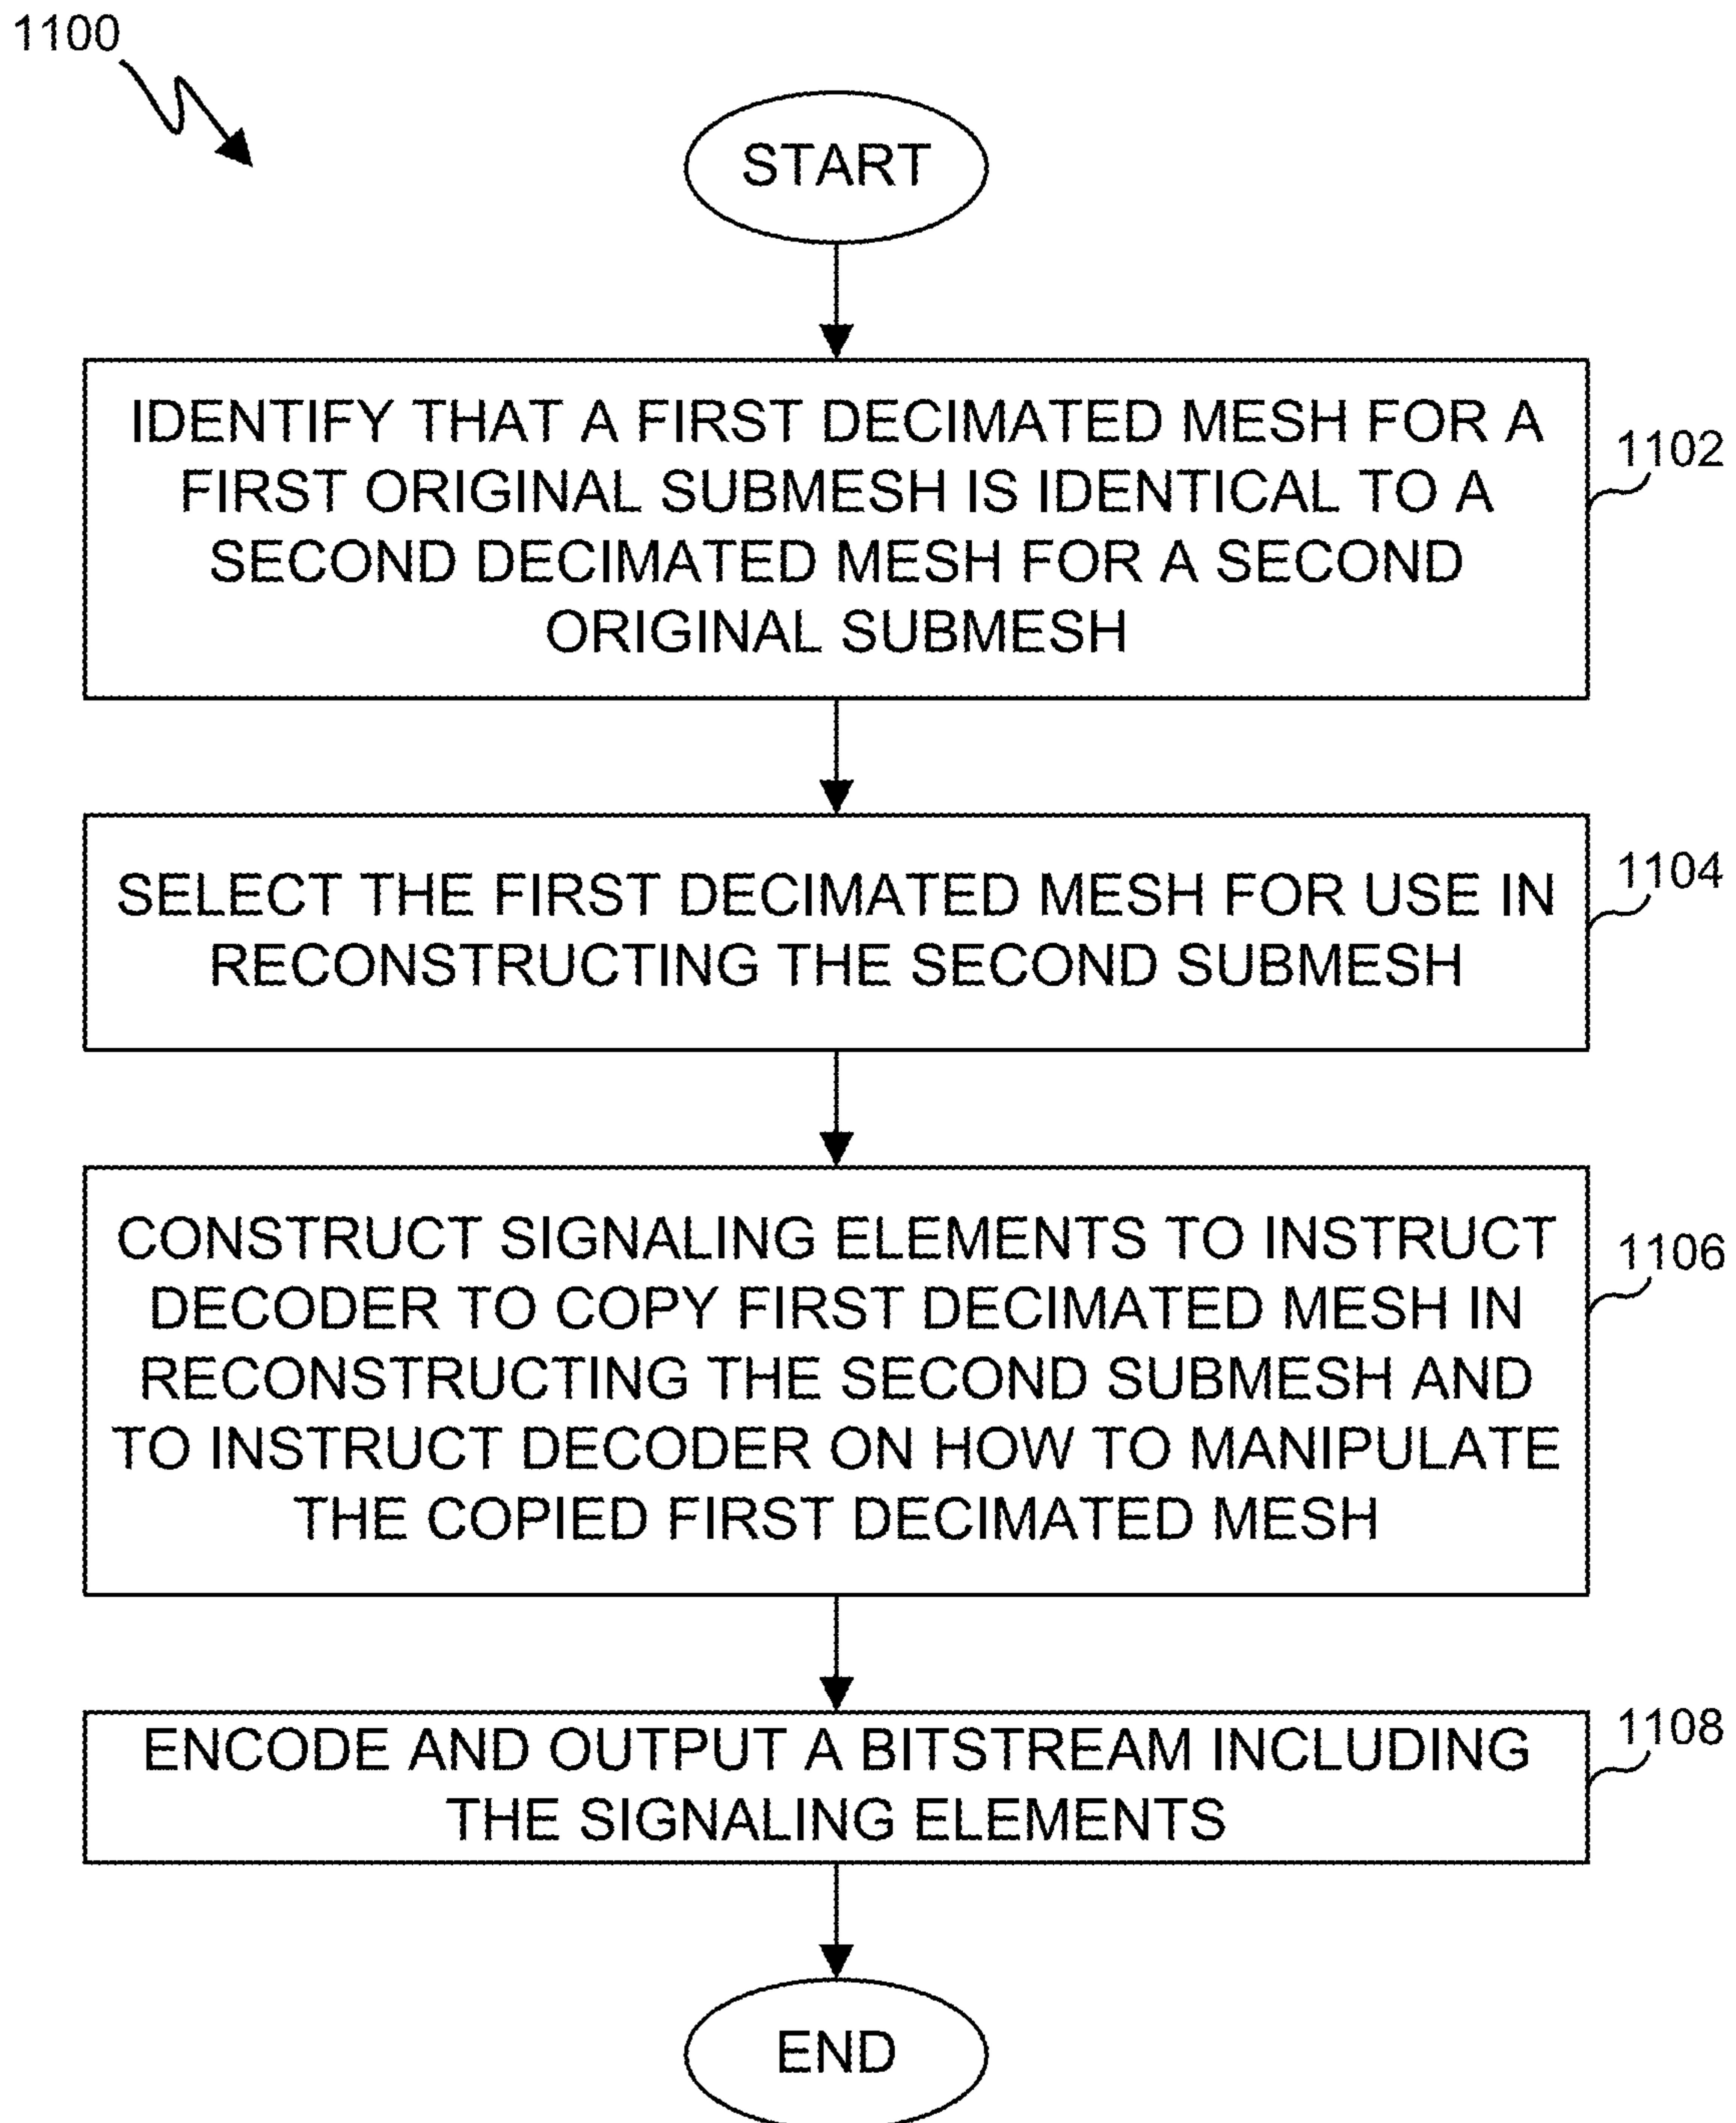 1100
START
IDENTIFY THAT A FIRST DECIMATED MESH FOR A
FIRST ORIGINAL SUBMESH IS IDENTICAL TO A
SECOND DECIMATED MESH FOR A SECOND
ORIGINAL SUBMESH
1102
SELECT THE FIRST DECIMATED MESH FOR USE IN
RECONSTRUCTING THE SECOND SUBMESH
1104
CONSTRUCT SIGNALING ELEMENTS TO INSTRUCT
DECODER TO COPY FIRST DECIMATED MESH IN
RECONSTRUCTING THE SECOND SUBMESH AND
TO INSTRUCT DECODER ON HOW TO MANIPULATE
THE COPIED FIRST DECIMATED MESH
1106
ENCODE AND OUTPUT A BITSTREAM INCLUDING
THE SIGNALING ELEMENTS
1108
END